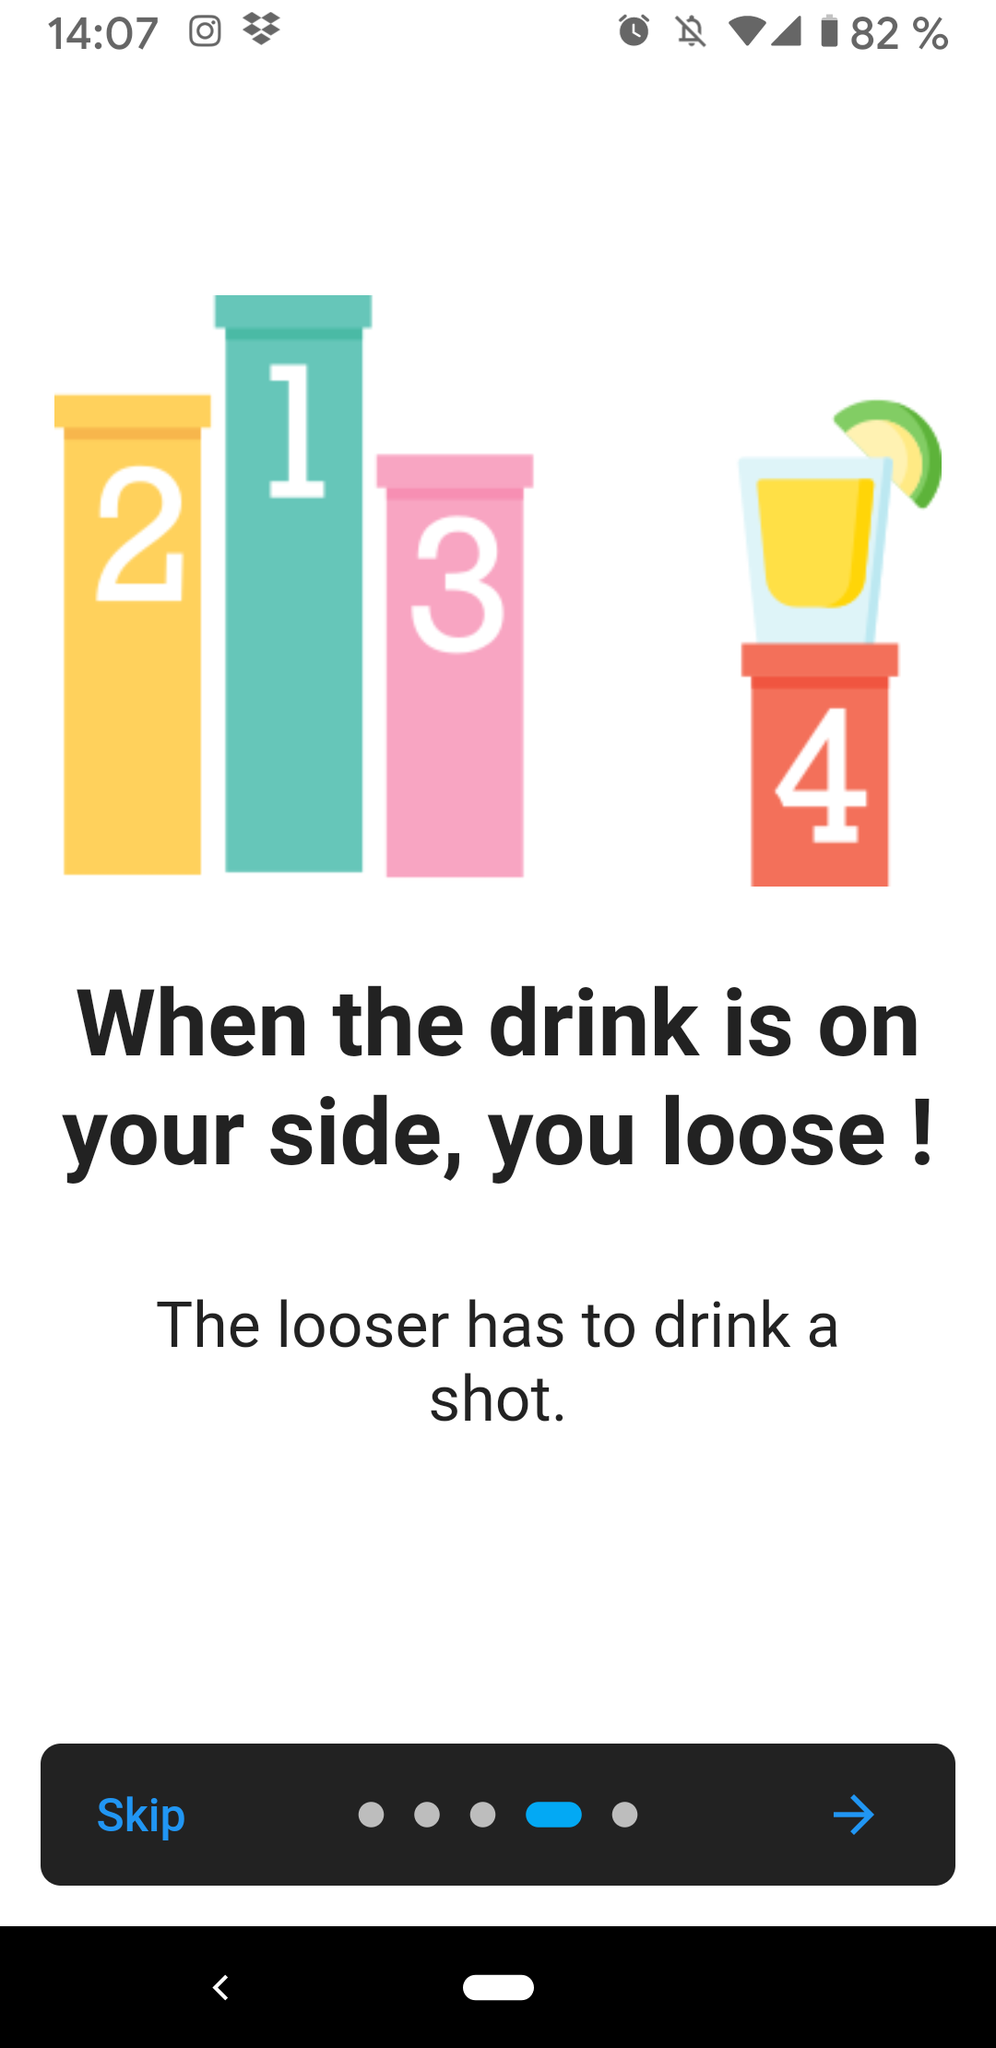 14:07 82 %
2
1
3
4
When the drink is on
your side, you loose !
The looser has to drink a
shot.
Skip